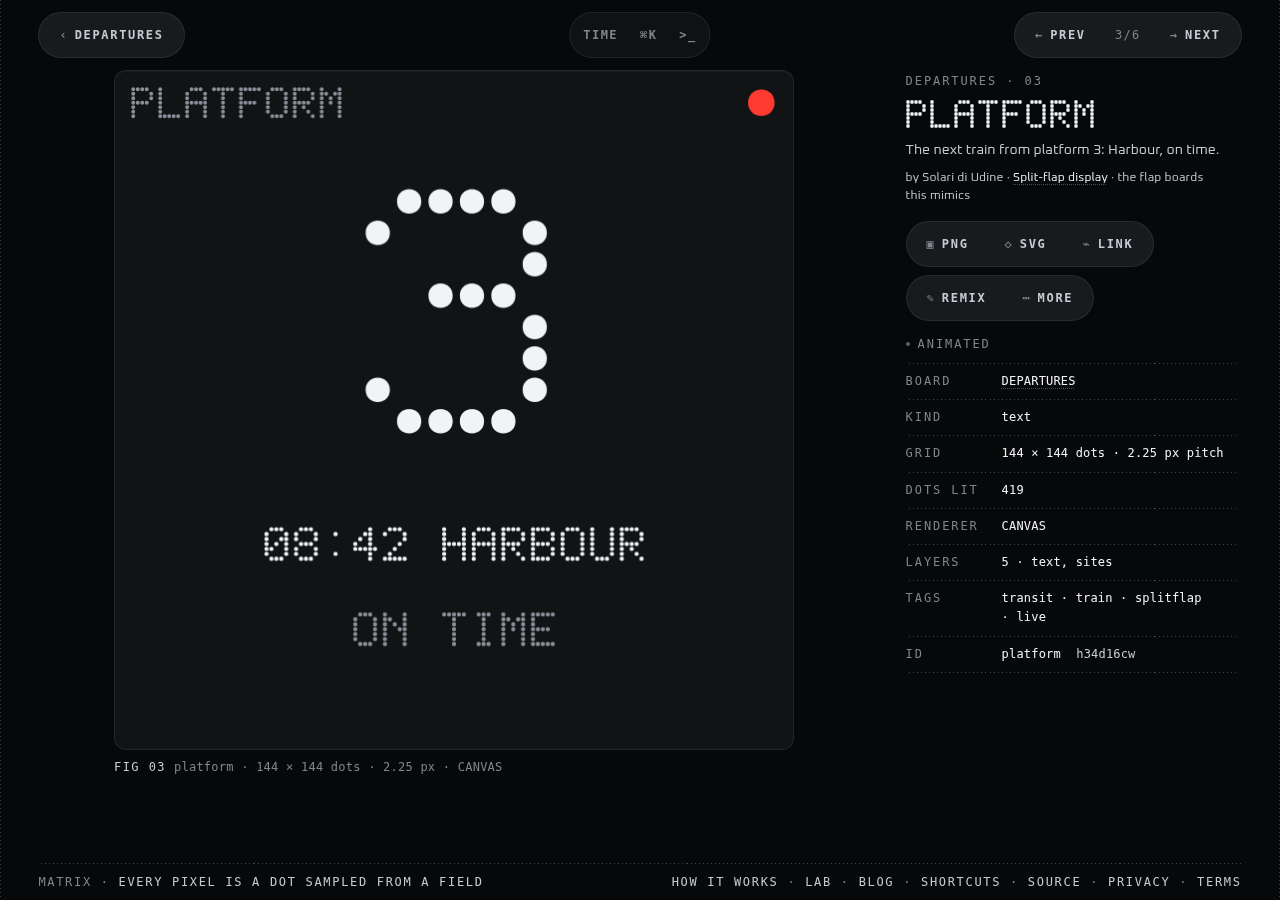 ‹ DEPARTURES
TIME ⌘K >_
← PREV 3/6 → NEXT
PLATFORM
3
08:42 HARBOUR
ON TIME
FIG 03 platform · 144 × 144 dots · 2.25 px · CANVAS
DEPARTURES · 03
PLATFORM
The next train from platform 3: Harbour, on time.
by Solari di Udine · Split-flap display · the flap boards
this mimics
PNG SVG LINK
REMIX MORE
ANIMATED
BOARD DEPARTURES
KIND text
GRID 144 × 144 dots · 2.25 px pitch
DOTS LIT 419
RENDERER CANVAS
LAYERS 5 · text, sites
TAGS transit · train · splitflap
· live
ID platform h34d16cw
MATRIX · EVERY PIXEL IS A DOT SAMPLED FROM A FIELD
HOW IT WORKS · LAB · BLOG · SHORTCUTS · SOURCE · PRIVACY · TERMS